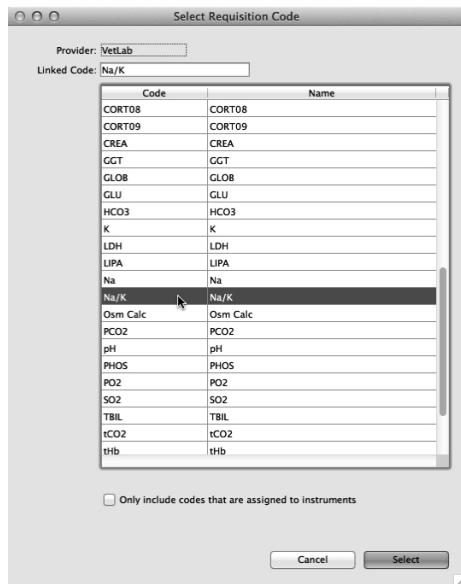 Select Requisition Code
Provider: VetLab
Linked Code: Na/K
Code Name
CORT08 CORT08
CORT09 CORT09
CREA CREA
GGT GGT
GLOB GLOB
GLU GLU
HCO3 HCO3
K K
LDH LDH
LIPA LIPA
Na Na
Na/K Na/K
Osm Calc Osm Calc
PCO2 PCO2
pH pH
PHOS PHOS
PO2 PO2
SO2 SO2
TBIL TBIL
tCO2 tCO2
tHb tHb
Only include codes that are assigned to instruments
Cancel Select